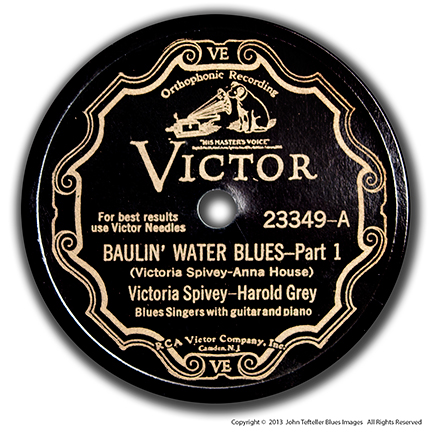 VE
Orthophonic Recording
"HIS MASTER'S VOICE"
VICTOR
For best results
use Victor Needles
23349-A
BAULIN' WATER BLUES—Part 1
(Victoria Spivey-Anna House)
Victoria Spivey—Harold Grey
Blues Singers with guitar and piano
RCA Victor Company, Inc.
Camden, N.J.
VE
Copyright © 2013 John Tefteller Blues Images All Rights Reserved